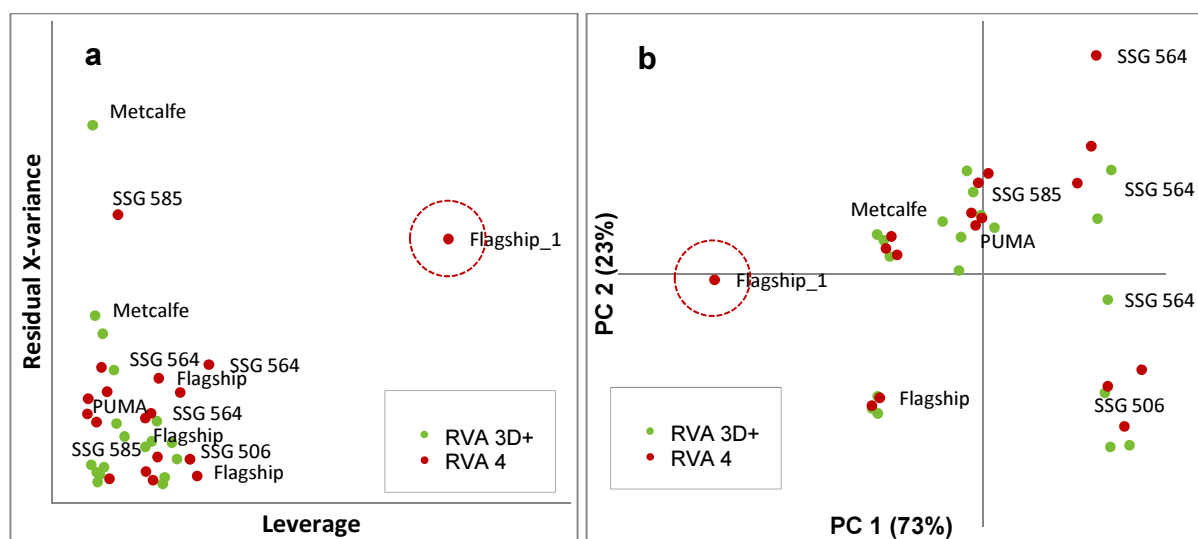 a
Residual X-variance
Metcalfe
SSG 585
Flagship_1
Metcalfe
SSG 564
SSG 564
Flagship
PUMA
SSG 564
Flagship
SSG 585
SSG 506
Flagship
RVA 3D+
RVA 4
Leverage
b
PC 2 (23%)
SSG 564
SSG 585
SSG 564
Metcalfe
PUMA
Flagship_1
SSG 564
Flagship
SSG 506
RVA 3D+
RVA 4
PC 1 (73%)